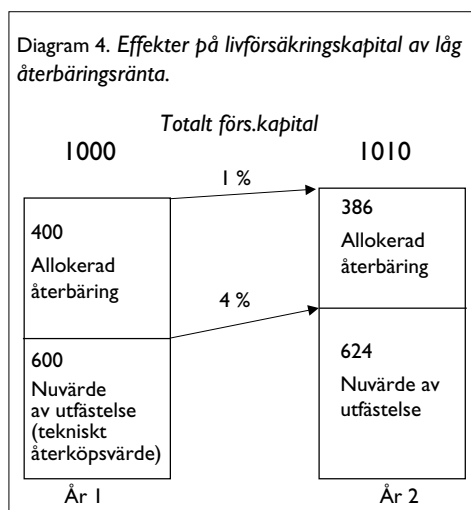 Diagram 4. Effekter på livförsäkringskapital av låg
återbäringsränta.
Totalt förs.kapital
1000
1010
1 %
400
Allokerad
återbäring
386
Allokerad
återbäring
4 %
600
Nuvärde
av utfästelse
(tekniskt
återköpsvärde)
624
Nuvärde av
utfästelse
År 1
År 2